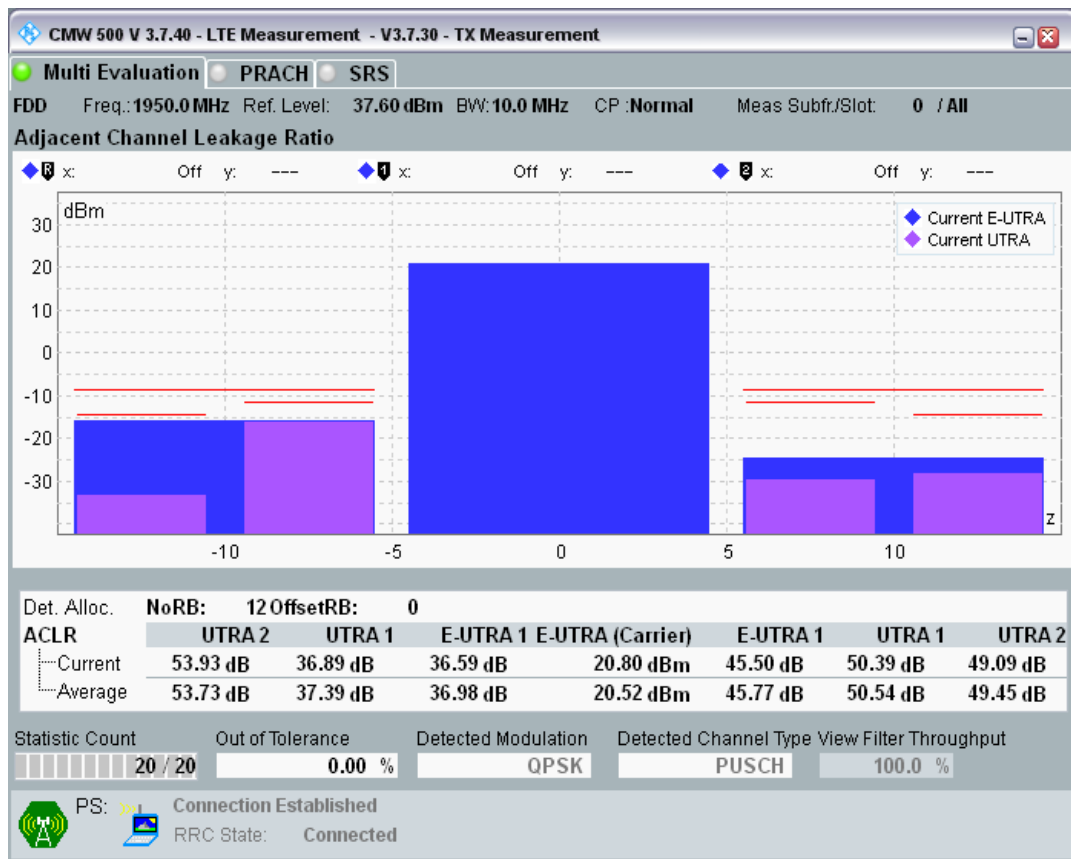 CMW 500 V 3.7.40 - LTE Measurement - V3.7.30 - TX Measurement
Multi Evaluation PRACH SRS
FDD Freq.:1950.0 MHz Ref. Level: 37.60 dBm BW:10.0 MHz CP :Normal Meas Subfr./Slot: 0 / All
Adjacent Channel Leakage Ratio
R x: Off y: --- 1 x: Off y: --- 2 x: Off y: ---
dBm
Current E-UTRA
Current UTRA
30
20
10
0
-10
-20
-30
z
-10 -5 0 5 10
Det. Alloc. NoRB: 12 OffsetRB: 0
ACLR UTRA 2 UTRA 1 E-UTRA 1 E-UTRA (Carrier) E-UTRA 1 UTRA 1 UTRA 2
Current 53.93 dB 36.89 dB 36.59 dB 20.80 dBm 45.50 dB 50.39 dB 49.09 dB
Average 53.73 dB 37.39 dB 36.98 dB 20.52 dBm 45.77 dB 50.54 dB 49.45 dB
Statistic Count Out of Tolerance Detected Modulation Detected Channel Type View Filter Throughput
20 / 20 0.00 % QPSK PUSCH 100.0 %
PS: Connection Established
RRC State: Connected